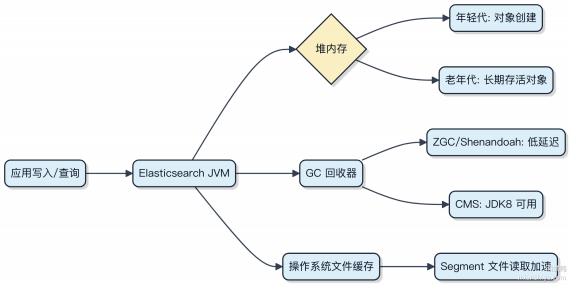 年轻代: 对象创建
堆内存
老年代: 长期存活对象
ZGC/Shenandoah: 低延迟
应用写入/查询
Elasticsearch JVM
GC 回收器
CMS: JDK8 可用
操作系统文件缓存
Segment 文件读取加速